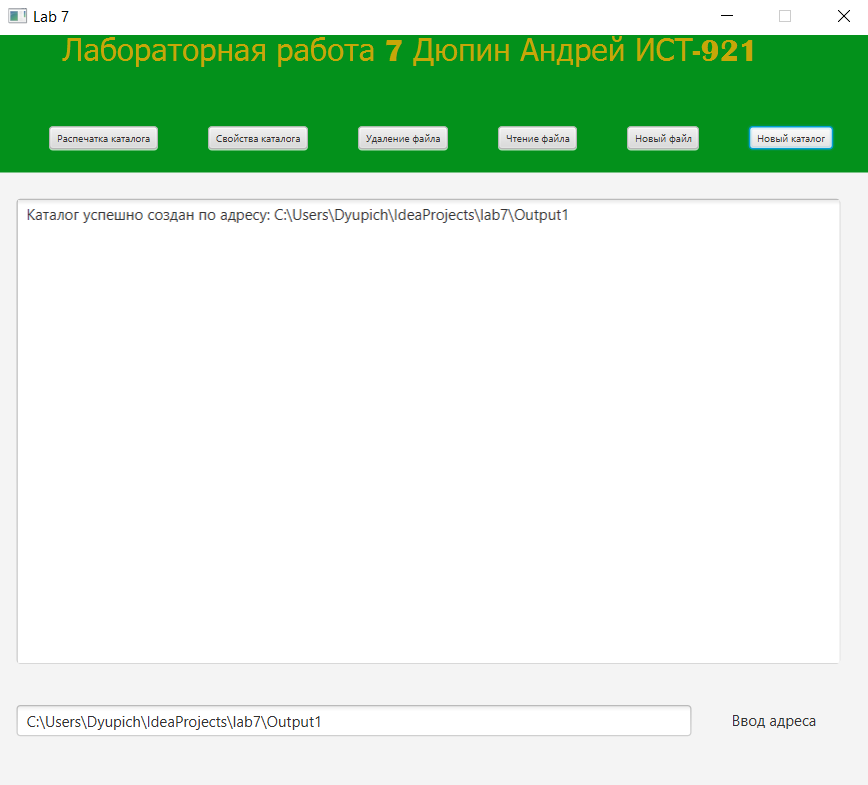 Lab 7
Лабораторная работа 7 Дюпин Андрей ИСТ-921
Распечатка каталога Свойства каталога Удаление файла Чтение файла Новый файл Новый каталог
Каталог успешно создан по адресу: C:\Users\Dyupich\IdeaProjects\lab7\Output1
C:\Users\Dyupich\IdeaProjects\lab7\Output1 Ввод адреса